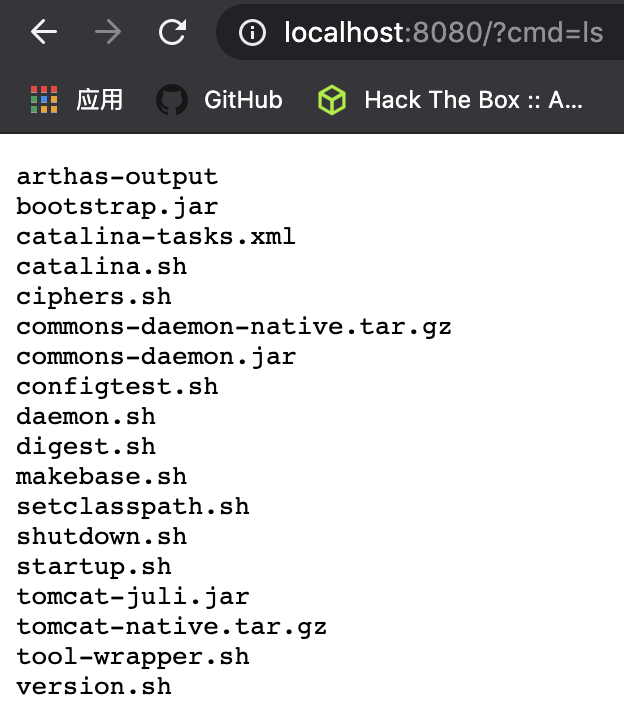 localhost:8080/?cmd=ls
应用 GitHub Hack The Box :: A...
arthas-output
bootstrap.jar
catalina-tasks.xml
catalina.sh
ciphers.sh
commons-daemon-native.tar.gz
commons-daemon.jar
configtest.sh
daemon.sh
digest.sh
makebase.sh
setclasspath.sh
shutdown.sh
startup.sh
tomcat-juli.jar
tomcat-native.tar.gz
tool-wrapper.sh
version.sh